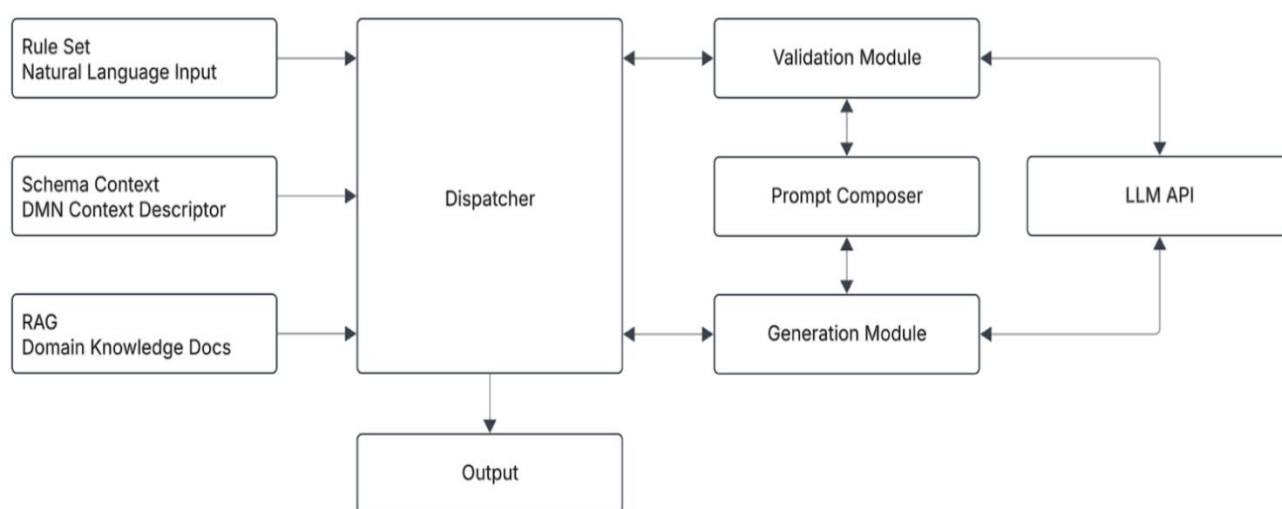 Rule Set
Natural Language Input
Validation Module
Schema Context
DMN Context Descriptor
Dispatcher
Prompt Composer
LLM API
RAG
Domain Knowledge Docs
Generation Module
Output